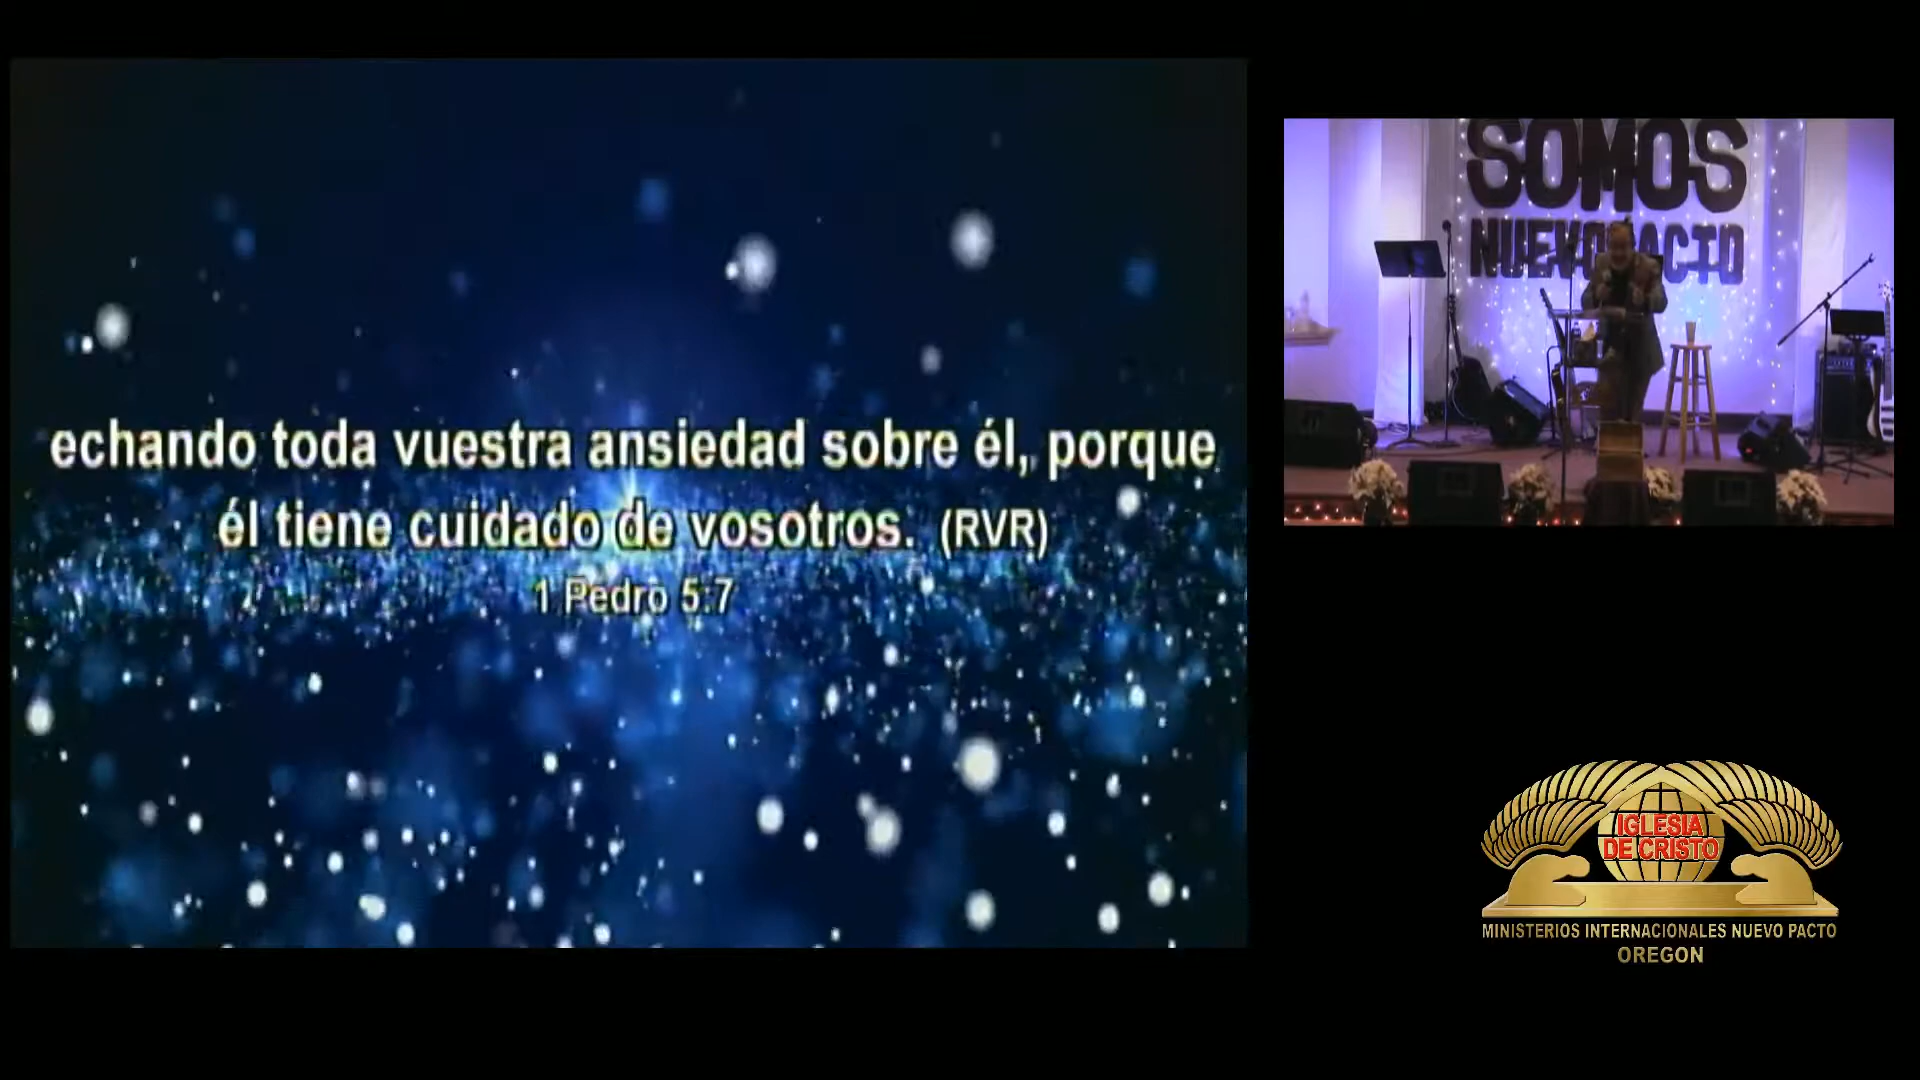 echando toda vuestra ansiedad sobre él, porque
él tiene cuidado de vosotros. (RVR)
1 Pedro 5:7
SOMOS
NUEVO PACTO
IGLESIA
DE CRISTO
MINISTERIOS INTERNACIONALES NUEVO PACTO
OREGON